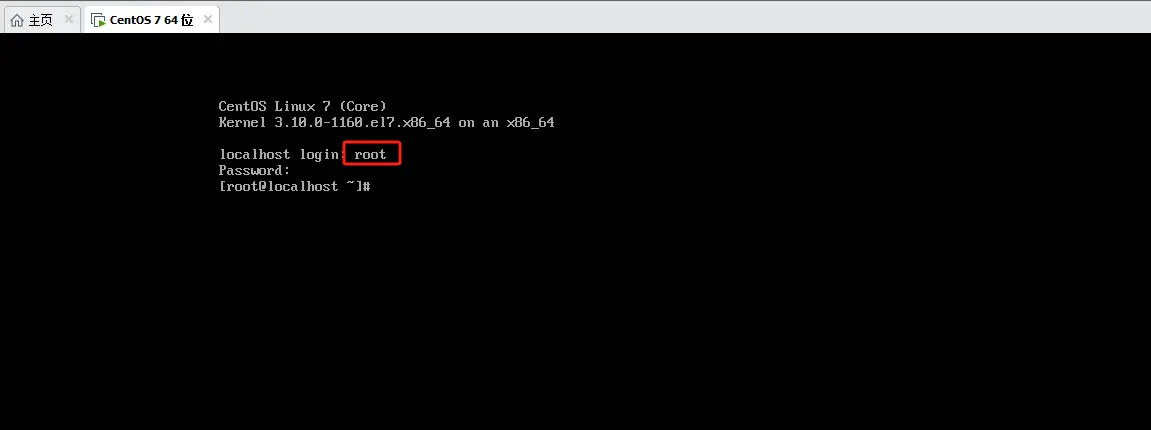 主页
CentOS 7 64 位
CentOS Linux 7 (Core)
Kernel 3.10.0-1160.el7.x86_64 on an x86_64
localhost login: root
Password:
[root@localhost ~]#